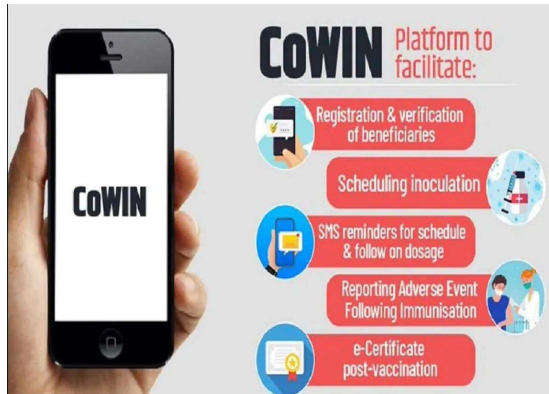 CoWIN
CoWIN Platform to
facilitate:
Registration & verification
of beneficiaries
Scheduling inoculation
SMS reminders for schedule
& follow on dosage
Reporting Adverse Event
Following Immunisation
e-Certificate
post-vaccination